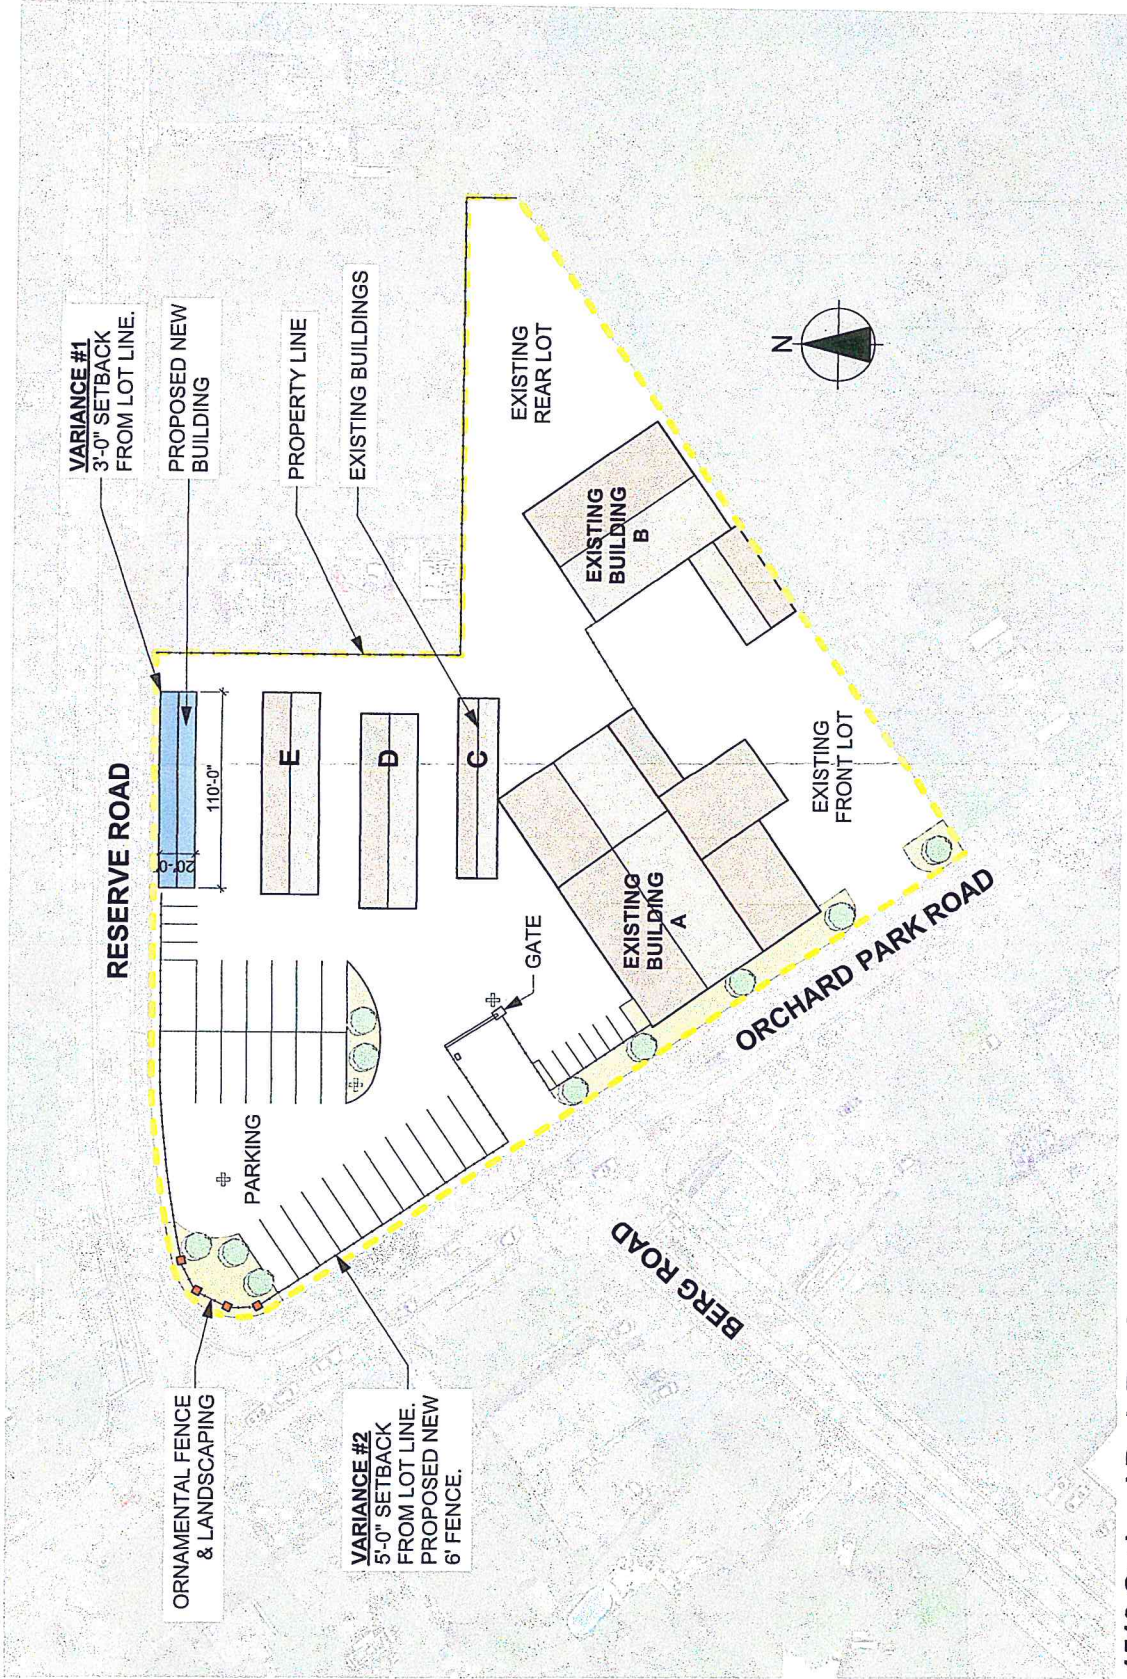 VARIANCE #1
3'-0" SETBACK
FROM LOT LINE.
PROPOSED NEW
BUILDING
PROPERTY LINE
EXISTING BUILDINGS
RESERVE ROAD
20'-0"
110'-0"
E
D
C
EXISTING
REAR LOT
EXISTING
BUILDING
B
N
EXISTING
FRONT LOT
EXISTING
BUILDING
A
GATE
ORCHARD PARK ROAD
PARKING
BERG ROAD
ORNAMENTAL FENCE
& LANDSCAPING
VARIANCE #2
5'-0" SETBACK
FROM LOT LINE.
PROPOSED NEW
6' FENCE.